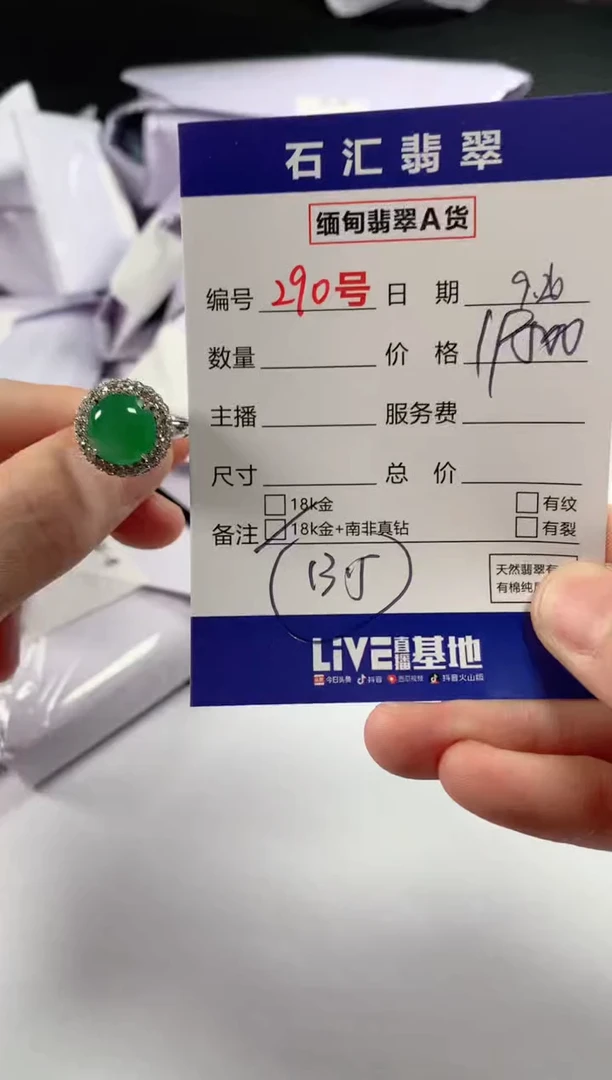 石汇翡翠
缅甸翡翠A货
编号 290号 日期 9.26
数量 价格
主播 服务费
尺寸 总价
18k金 有纹
备注 18k金+南非真钻 有裂
天然翡翠有
有棉纯
LiVE直播基地
今日头条 抖音 西瓜视频 抖音火山版